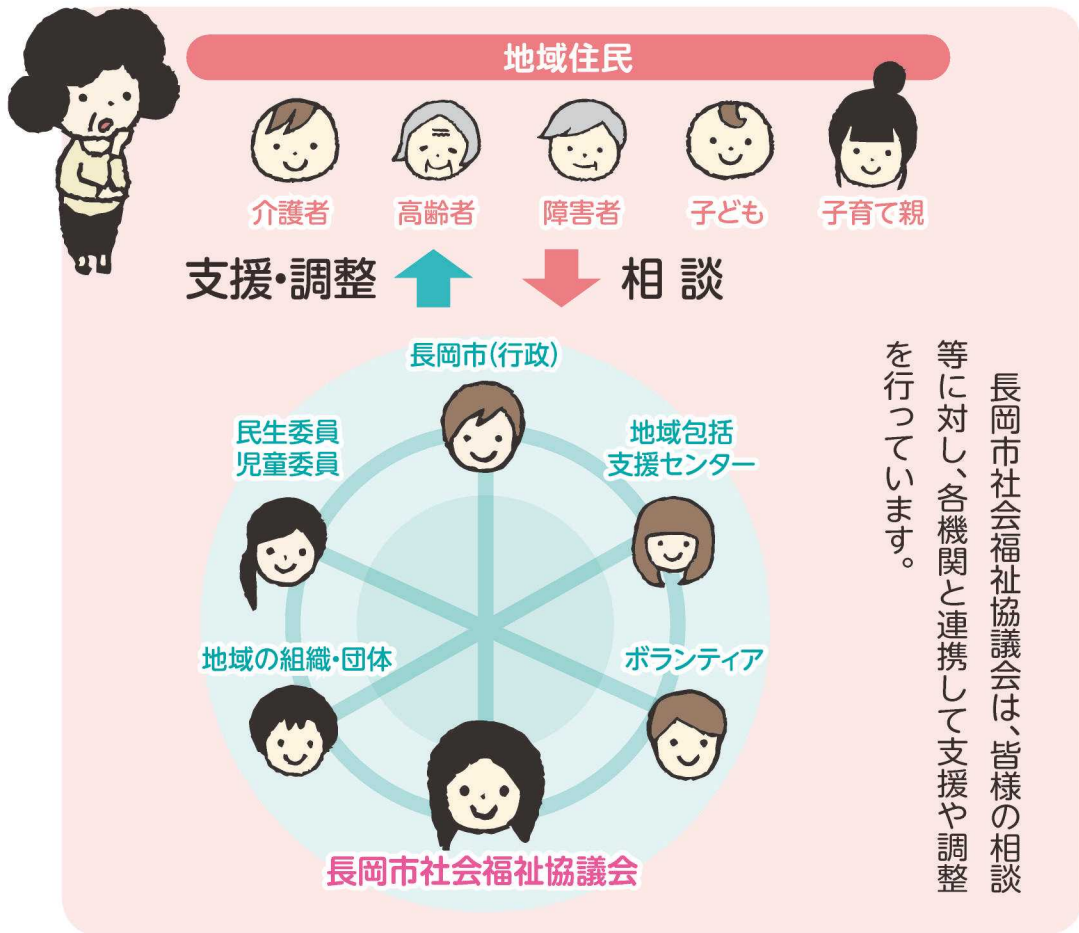 地域住民
介護者
高齢者
障害者
子ども
子育て親
支援・調整
相談
長岡市(行政)
民生委員
児童委員
地域包括
支援センター
地域の組織・団体
ボランティア
長岡市社会福祉協議会
長岡市社会福祉協議会は、皆様の相談
等に対し、各機関と連携して支援や調整
を行っています。